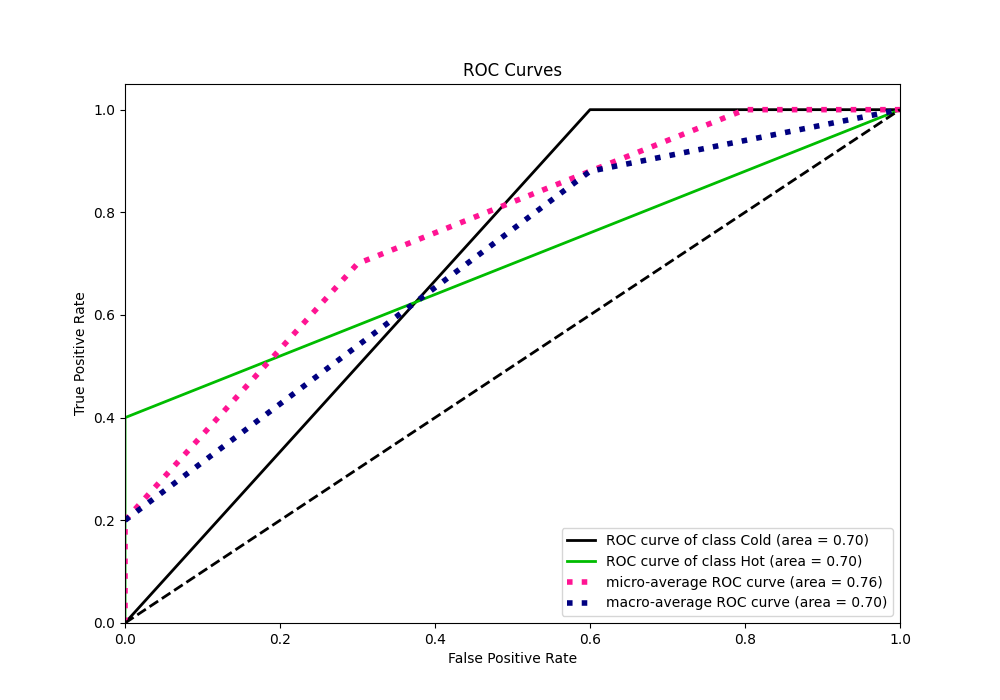 ROC Curves
True Positive Rate
1.0
0.8
0.6
0.4
0.2
0.0
0.0 0.2 0.4 0.6 0.8 1.0
False Positive Rate
ROC curve of class Cold (area = 0.70)
ROC curve of class Hot (area = 0.70)
micro-average ROC curve (area = 0.76)
macro-average ROC curve (area = 0.70)